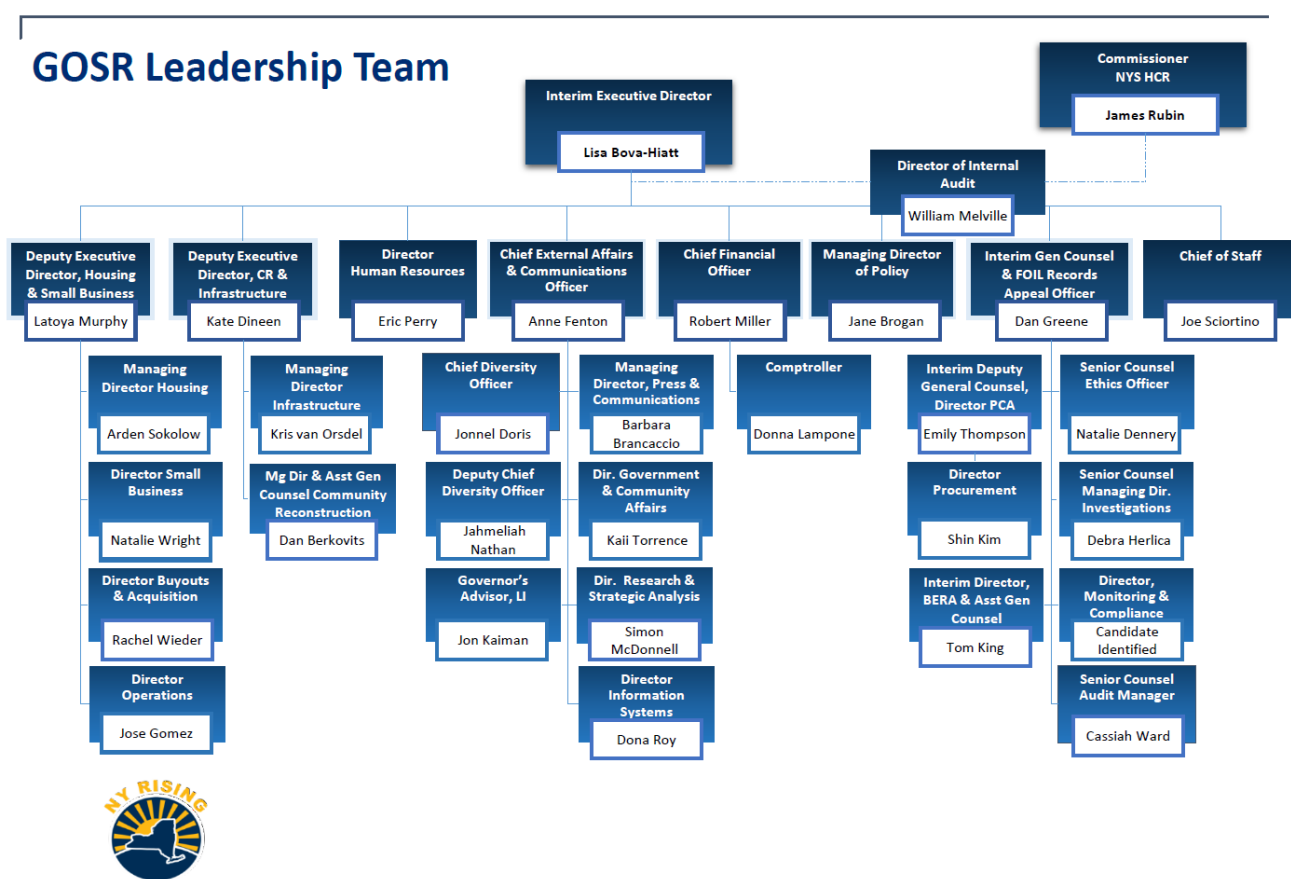 GOSR Leadership Team
Commissioner
NYS HCR
James Rubin
Interim Executive Director
Lisa Bova-Hiatt
Director of Internal
Audit
William Melville
Deputy Executive
Director, Housing
& Small Business
Latoya Murphy
Deputy Executive
Director, CR &
Infrastructure
Kate Dineen
Director
Human Resources
Eric Perry
Chief External Affairs
& Communications
Officer
Anne Fenton
Chief Financial
Officer
Robert Miller
Managing Director
of Policy
Jane Brogan
Interim Gen Counsel
& FOIL Records
Appeal Officer
Dan Greene
Chief of Staff
Joe Sciortino
Managing
Director Housing
Arden Sokolow
Director Small
Business
Natalie Wright
Director Buyouts
& Acquisition
Rachel Wieder
Director
Operations
Jose Gomez
Managing
Director
Infrastructure
Kris van Orsdel
Mg Dir & Asst Gen
Counsel Community
Reconstruction
Dan Berkovits
Chief Diversity
Officer
Jonnel Doris
Deputy Chief
Diversity Officer
Jahmeliah
Nathan
Governor's
Advisor, LI
Jon Kaiman
Managing
Director, Press &
Communications
Barbara
Brancaccio
Dir. Government
& Community
Affairs
Kaii Torrence
Dir. Research &
Strategic Analysis
Simon
McDonnell
Director
Information
Systems
Dona Roy
Comptroller
Donna Lampone
Interim Deputy
General Counsel,
Director PCA
Emily Thompson
Director
Procurement
Shin Kim
Interim Director,
BERA & Asst Gen
Counsel
Tom King
Senior Counsel
Ethics Officer
Natalie Dennery
Senior Counsel
Managing Dir.
Investigations
Debra Herlica
Director,
Monitoring &
Compliance
Candidate
Identified
Senior Counsel
Audit Manager
Cassiah Ward
NY RISING